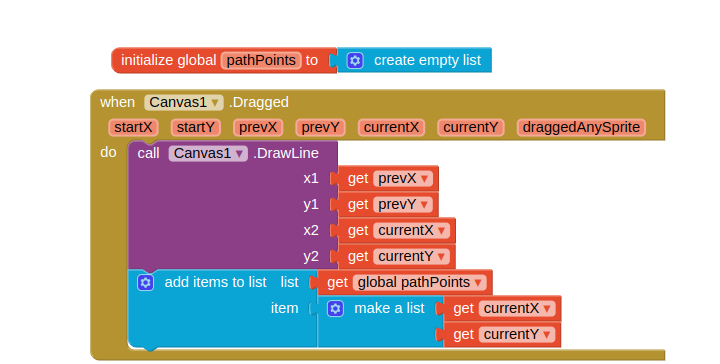 initialize global pathPoints to create empty list
when Canvas1 .Dragged
startX startY prevX prevY currentX currentY draggedAnySprite
do call Canvas1 .DrawLine
x1 get prevX
y1 get prevY
x2 get currentX
y2 get currentY
add items to list list get global pathPoints
item make a list get currentX
get currentY